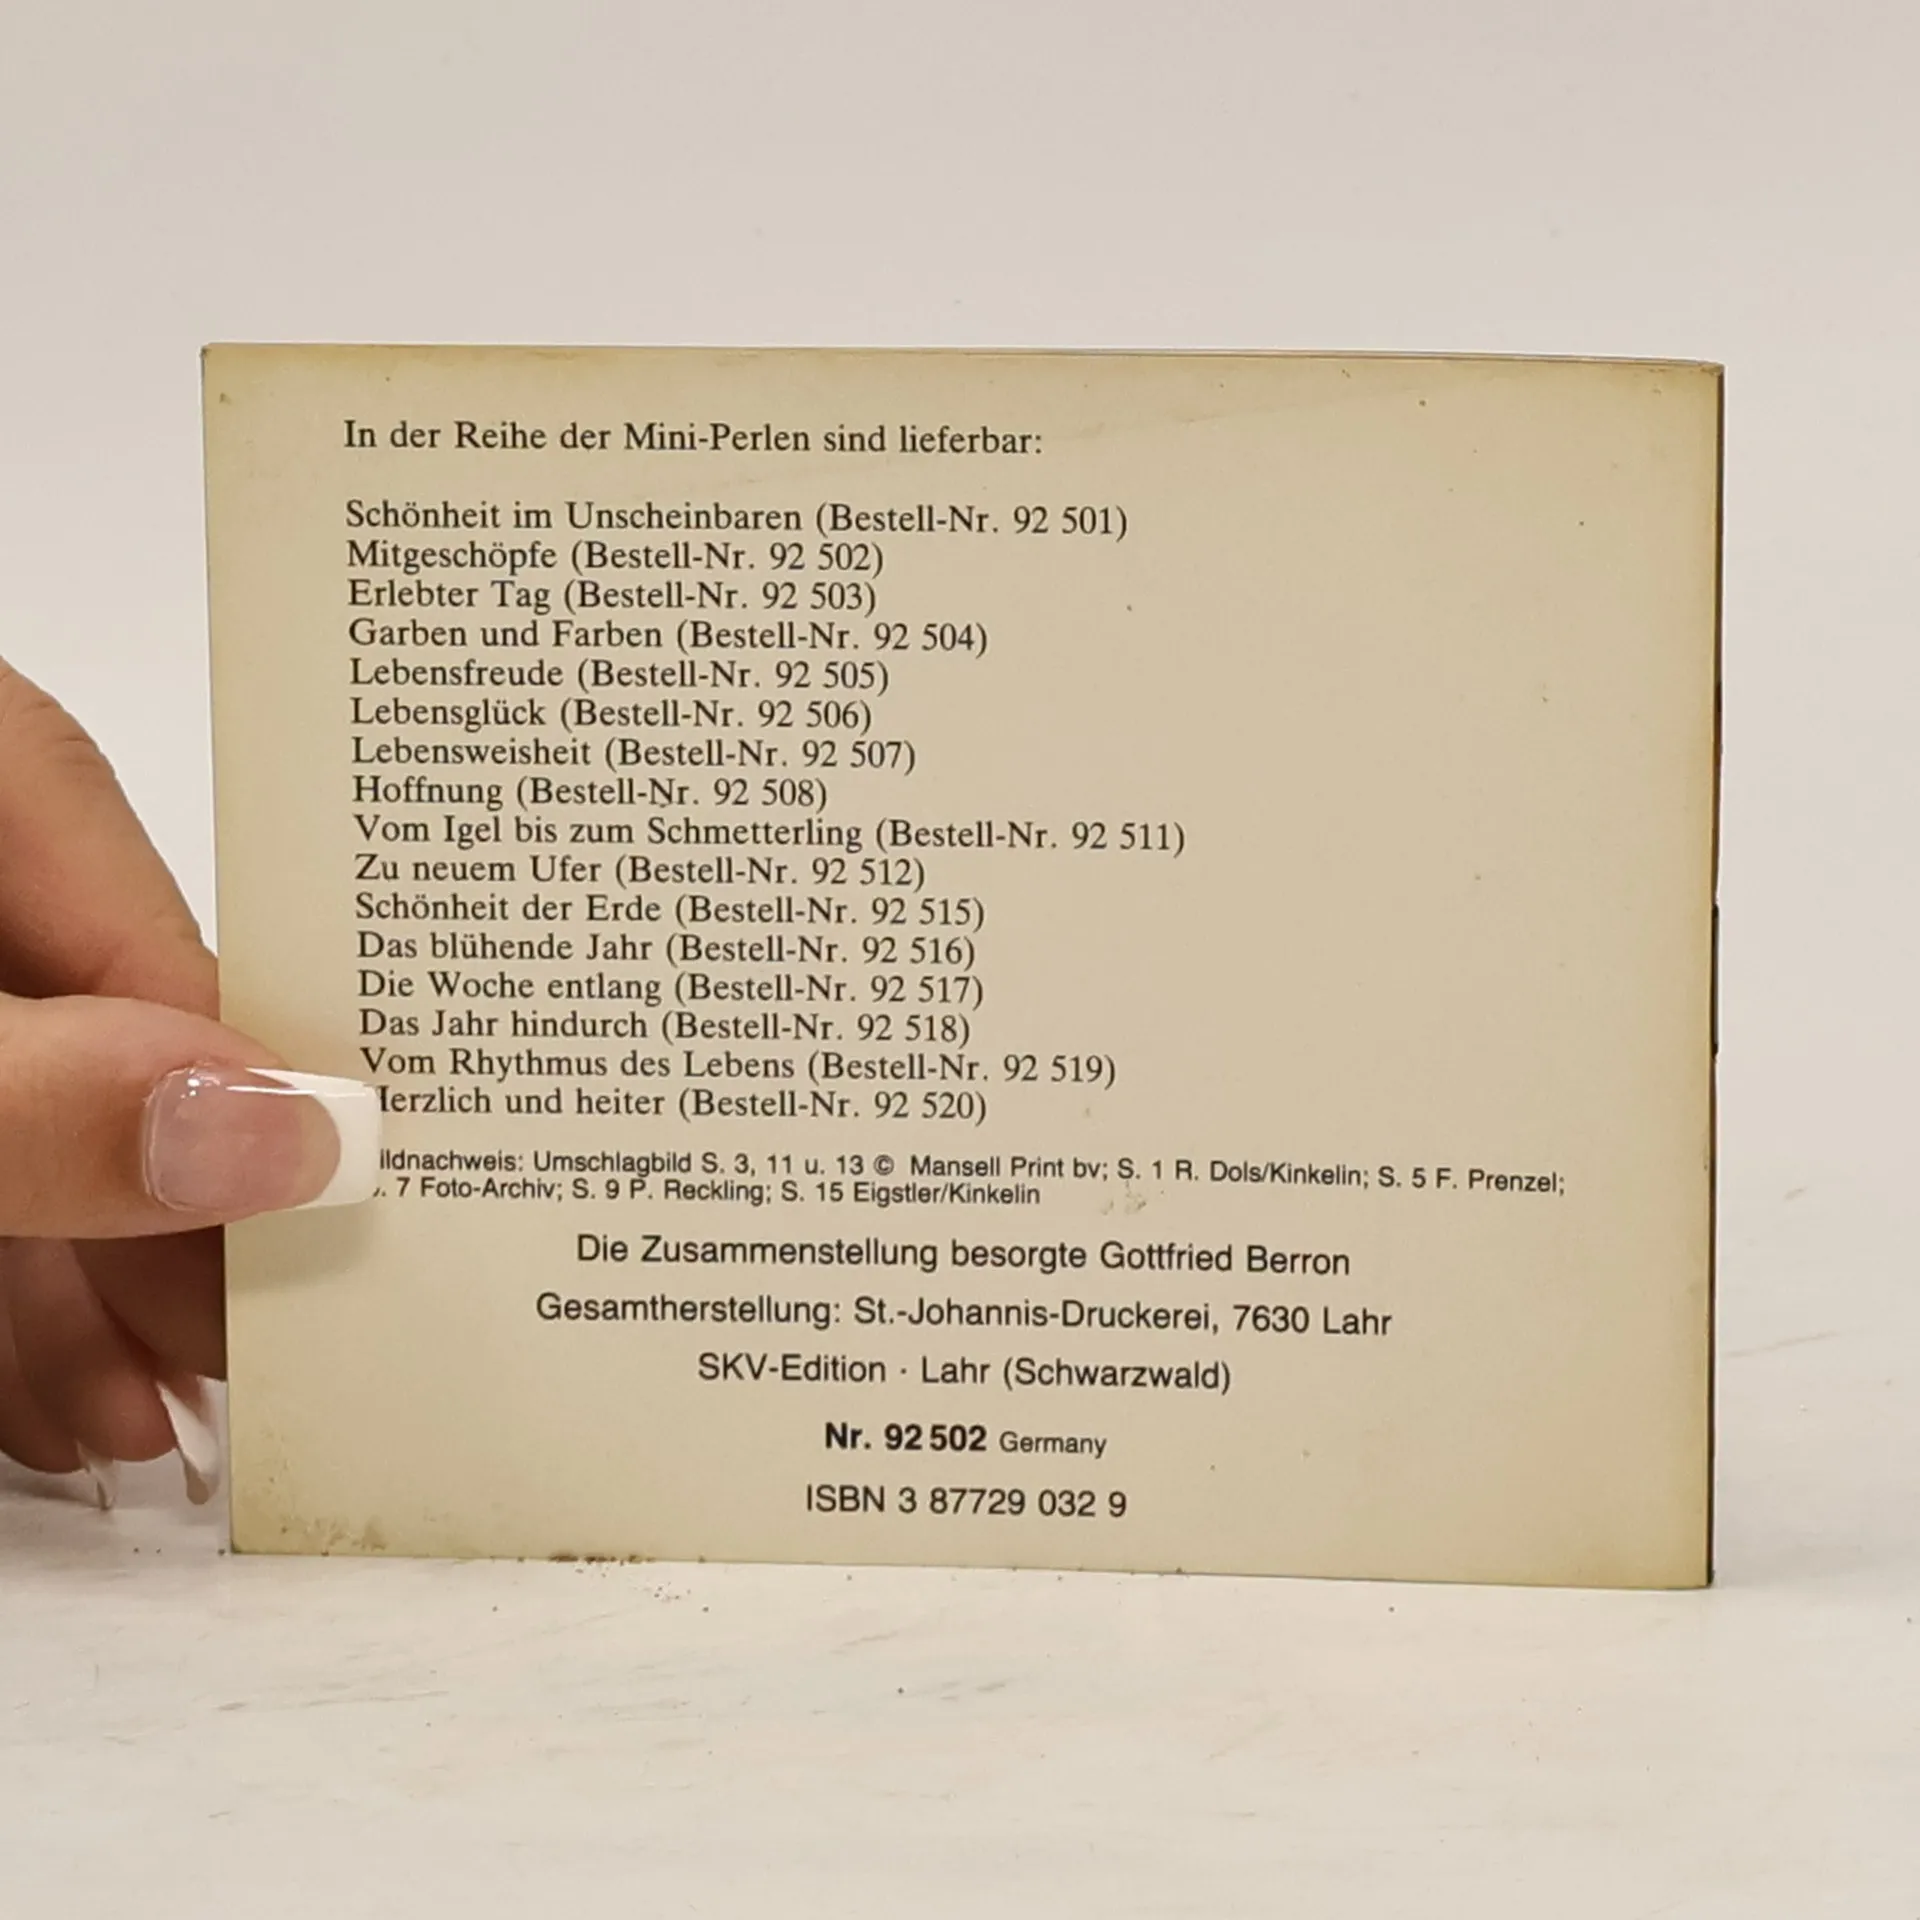 In der Reihe der Mini-Perlen sind lieferbar:
Schönheit im Unscheinbaren (Bestell-Nr. 92 501)
Mitgeschöpfe (Bestell-Nr. 92 502)
Erlebter Tag (Bestell-Nr. 92 503)
Garben und Farben (Bestell-Nr. 92 504)
Lebensfreude (Bestell-Nr. 92 505)
Lebensglück (Bestell-Nr. 92 506)
Lebensweisheit (Bestell-Nr. 92 507)
Hoffnung (Bestell-Nr. 92 508)
Vom Igel bis zum Schmetterling (Bestell-Nr. 92 511)
Zu neuem Ufer (Bestell-Nr. 92 512)
Schönheit der Erde (Bestell-Nr. 92 515)
Das blühende Jahr (Bestell-Nr. 92 516)
Die Woche entlang (Bestell-Nr. 92 517)
Das Jahr hindurch (Bestell-Nr. 92 518)
Vom Rhythmus des Lebens (Bestell-Nr. 92 519)
Herzlich und heiter (Bestell-Nr. 92 520)
ildnachweis: Umschlagbild S. 3, 11 u. 13 © Mansell Print bv; S. 1 R. Dols/Kinkelin; S. 5 F. Prenzel;
. 7 Foto-Archiv; S. 9 P. Reckling; S. 15 Eigstler/Kinkelin
Die Zusammenstellung besorgte Gottfried Berron
Gesamtherstellung: St.-Johannis-Druckerei, 7630 Lahr
SKV-Edition · Lahr (Schwarzwald)
Nr. 92 502 Germany
ISBN 3 87729 032 9